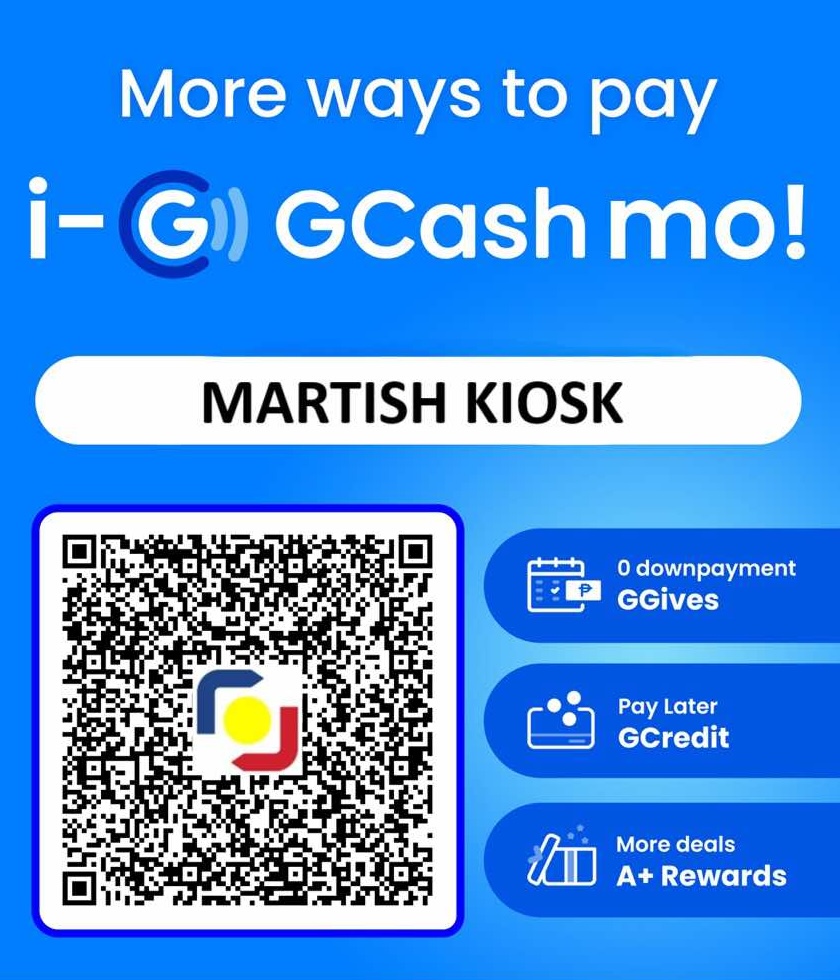 More ways to pay
i-G GCash mo!
MARTISH KIOSK
0 downpayment
GGives
Pay Later
GCredit
More deals
A+ Rewards